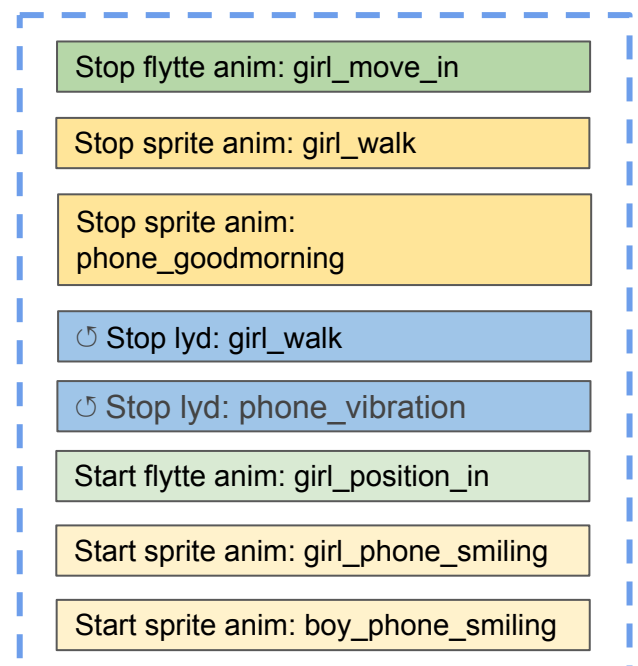 Stop flytte anim: girl_move_in
Stop sprite anim: girl_walk
Stop sprite anim:
phone_goodmorning
↺ Stop lyd: girl_walk
↺ Stop lyd: phone_vibration
Start flytte anim: girl_position_in
Start sprite anim: girl_phone_smiling
Start sprite anim: boy_phone_smiling